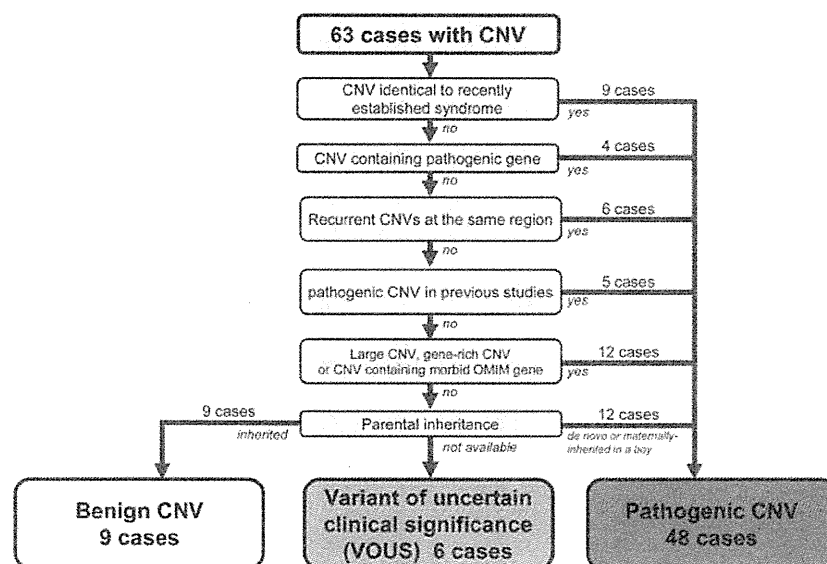 63 cases with CNV
CNV identical to recently
established syndrome
9 cases
yes
no
CNV containing pathogenic gene
4 cases
yes
no
Recurrent CNVs at the same region
6 cases
yes
no
pathogenic CNV in previous studies
5 cases
yes
no
Large CNV, gene-rich CNV
or CNV containing morbid OMIM gene
12 cases
yes
no
9 cases
inherited
Parental inheritance
12 cases
de novo or maternally-
inherited in a boy
not available
Benign CNV
9 cases
Variant of uncertain
clinical significance
(VOUS) 6 cases
Pathogenic CNV
48 cases